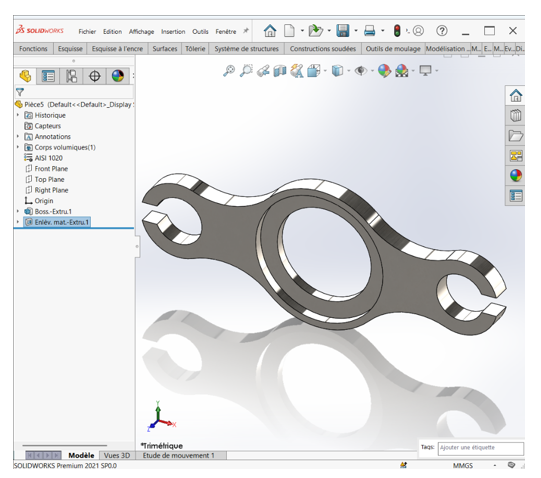 SOLIDWORKS Fichier Edition Affichage Insertion Outils Fenêtre
Fonctions Esquisse Esquisse à l'encre Surfaces Tôlerie Système de structures Constructions soudées Outils de moulage Modélisation ... M... E... M... Ev... Di...
Pièce5 (Default<<Default>_Display
Historique
Capteurs
Annotations
Corps volumiques(1)
AISI 1020
Front Plane
Top Plane
Right Plane
Origin
Boss.-Extru.1
Enlèv. mat.-Extru.1
Y
X
Z
*Trimétrique
Tags: Ajouter une étiquette
Modèle Vues 3D Etude de mouvement 1
SOLIDWORKS Premium 2021 SP0.0 MMGS